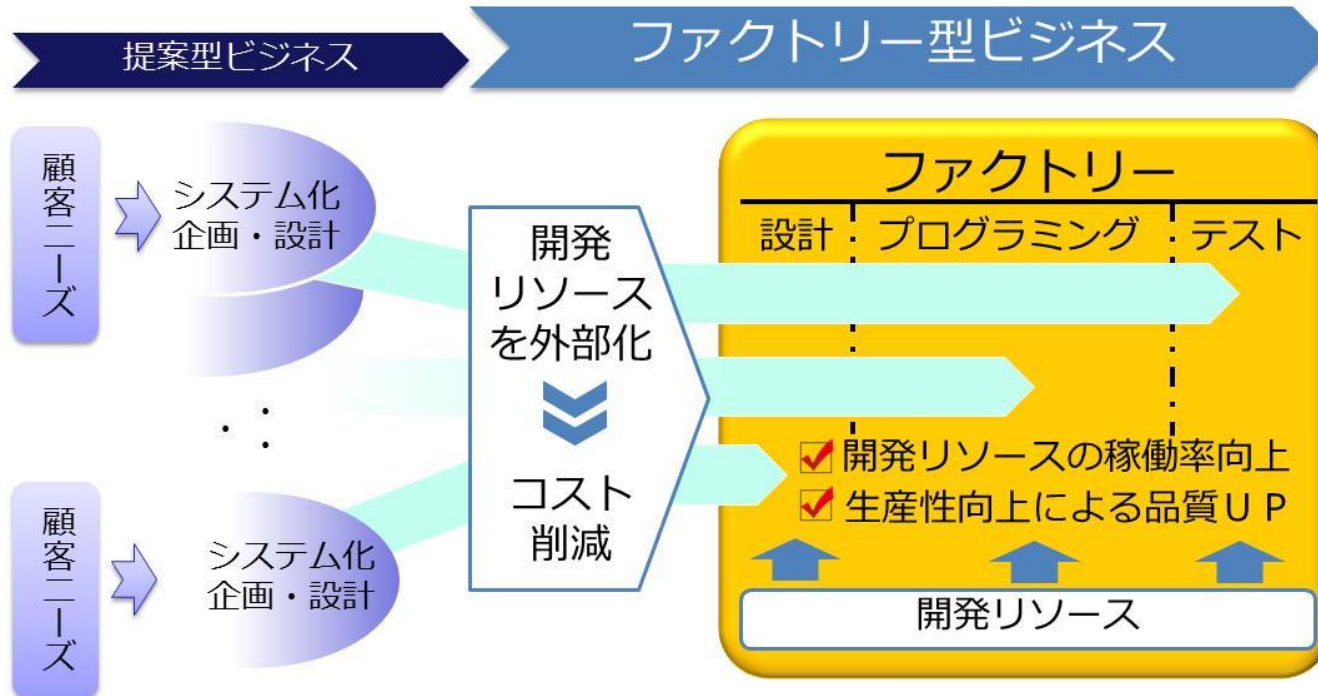 提案型ビジネス
ファクトリー型ビジネス
顧客ニーズ
システム化
企画・設計
開発
リソース
を外部化
コスト
削減
ファクトリー
設計
プログラミング
テスト
開発リソースの稼働率向上
生産性向上による品質ＵＰ
開発リソース
顧客ニーズ
システム化
企画・設計